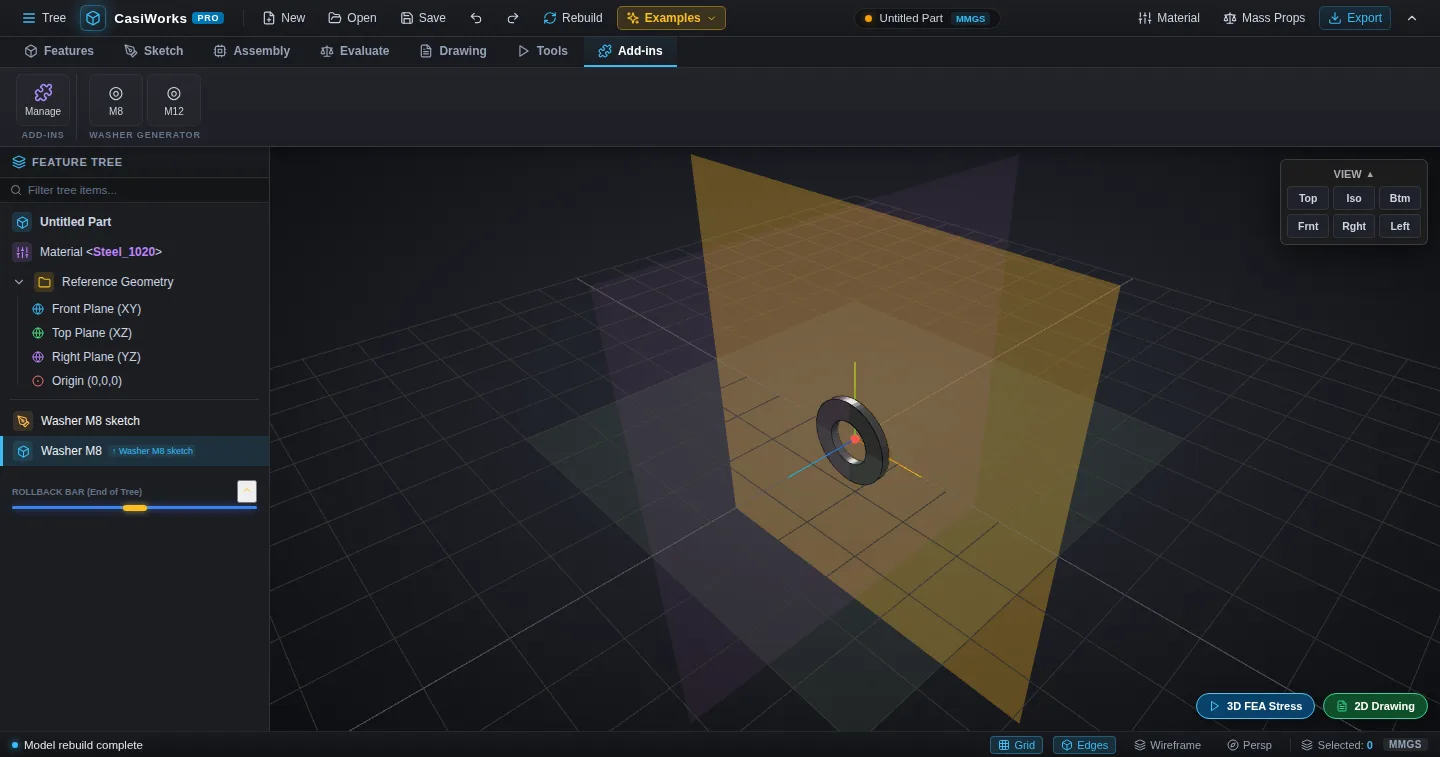 Tree CasiWorks PRO New Open Save Rebuild Examples Untitled Part MMGS Material Mass Props Export
Features Sketch Assembly Evaluate Drawing Tools Add-ins
Manage M8 M12
ADD-INS WASHER GENERATOR
FEATURE TREE
Filter tree items...
Untitled Part
Material <Steel_1020>
Reference Geometry
Front Plane (XY)
Top Plane (XZ)
Right Plane (YZ)
Origin (0,0,0)
Washer M8 sketch
Washer M8 ↑ Washer M8 sketch
ROLLBACK BAR (End of Tree)
VIEW ▲
Top Iso Btm
Frnt Rght Left
3D FEA Stress 2D Drawing
Model rebuild complete Grid Edges Wireframe Persp Selected: 0 MMGS